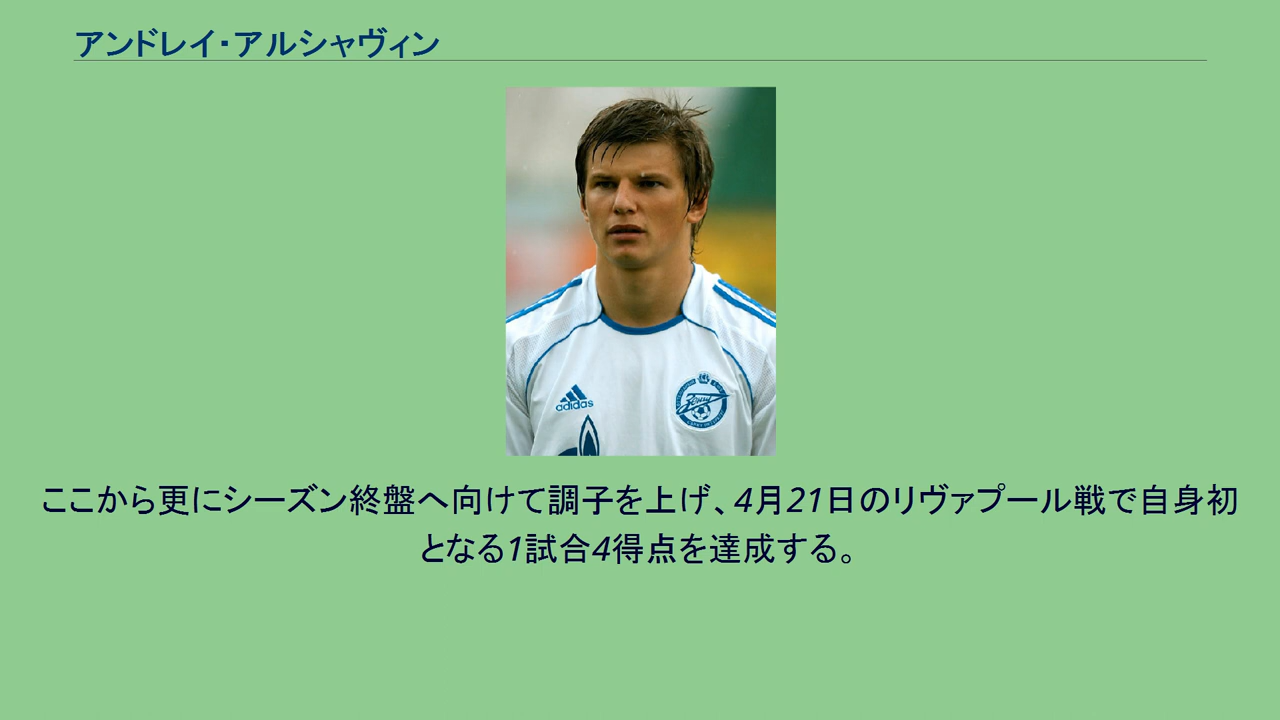 アンドレイ・アルシャヴィン
adidas
ここから更にシーズン終盤へ向けて調子を上げ、4月21日のリヴァプール戦で自身初
となる1試合4得点を達成する。